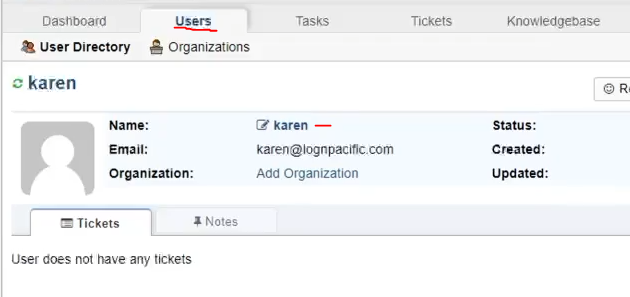 Dashboard Users Tasks Tickets Knowledgebase
User Directory Organizations
karen
Name: karen Status:
Email: karen@lognpacific.com Created:
Organization: Add Organization Updated:
Tickets Notes
User does not have any tickets